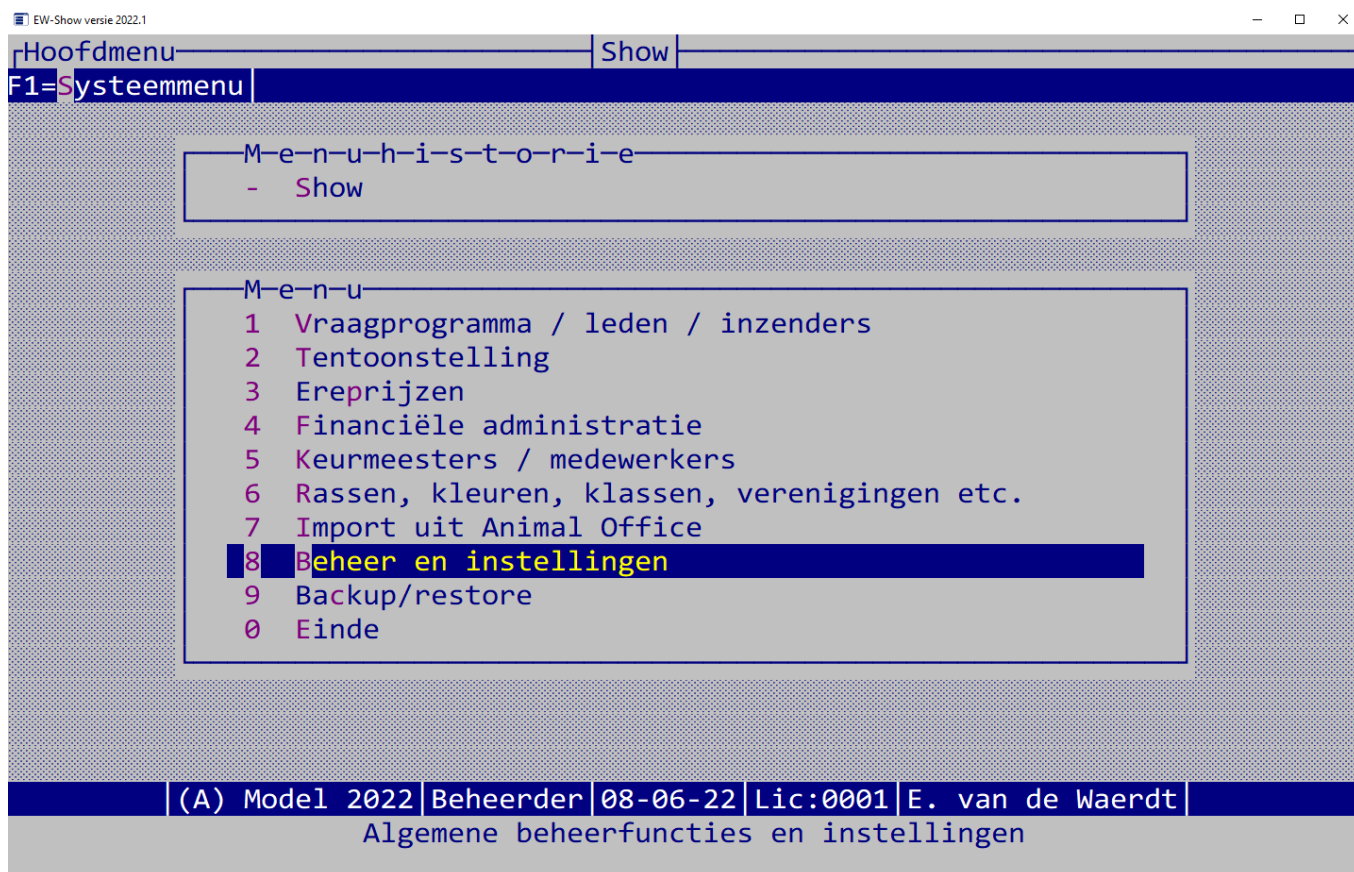 EW-Show versie 2022.1
Hoofdmenu Show
F1=Systeemmenu
Menuhistorie
- Show
Menu
1 Vraagprogramma / leden / inzenders
2 Tentoonstelling
3 Ereprijzen
4 Financiële administratie
5 Keurmeesters / medewerkers
6 Rassen, kleuren, klassen, verenigingen etc.
7 Import uit Animal Office
8 Beheer en instellingen
9 Backup/restore
0 Einde
(A) Model 2022|Beheerder|08-06-22|Lic:0001|E. van de Waerdt
Algemene beheerfuncties en instellingen